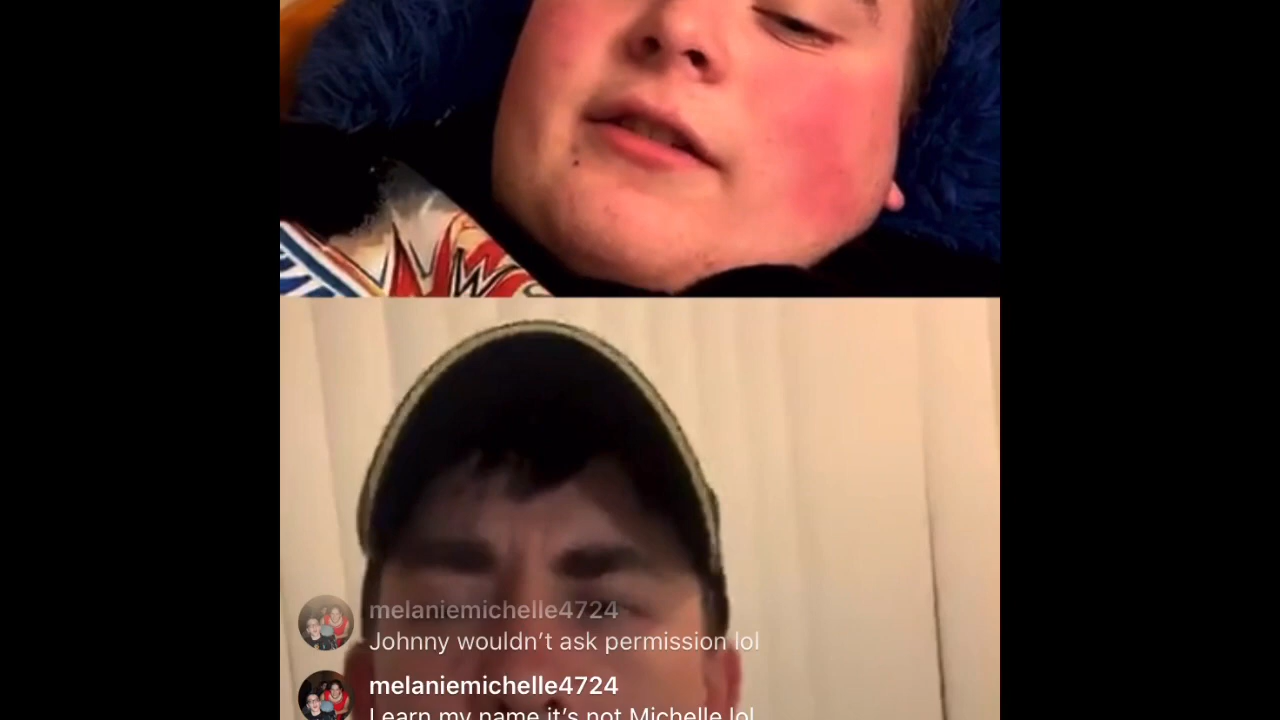 W
melaniemichelle4724
Johnny wouldn’t ask permission lol
melaniemichelle4724
Learn my name it’s not Michelle lol